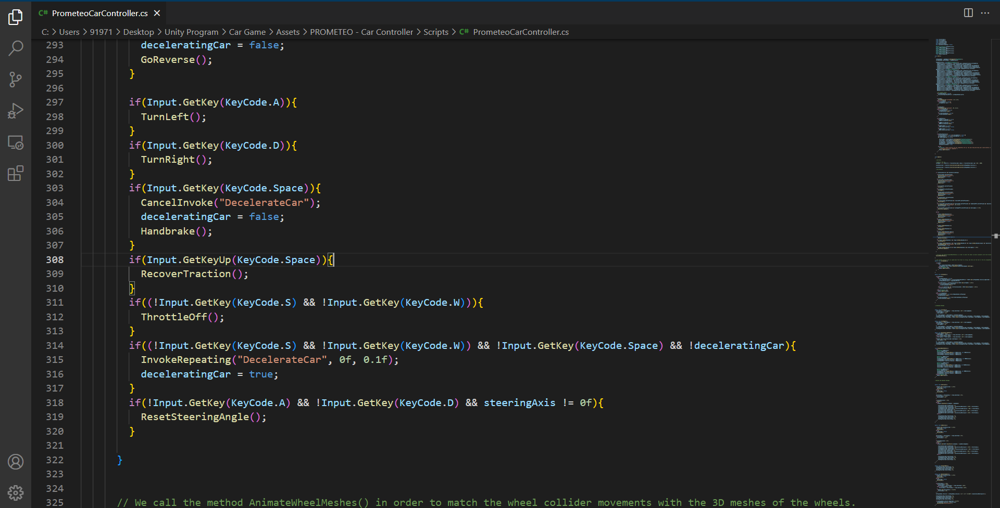 C# PrometeoCarController.cs
C: > Users > 91971 > Desktop > Unity Program > Car Game > Assets > PROMETEO - Car Controller > Scripts > C# PrometeoCarController.cs
293 deceleratingCar = false;
294 GoReverse();
295 }
296
297 if(Input.GetKey(KeyCode.A)){
298 TurnLeft();
299 }
300 if(Input.GetKey(KeyCode.D)){
301 TurnRight();
302 }
303 if(Input.GetKey(KeyCode.Space)){
304 CancelInvoke("DecelerateCar");
305 deceleratingCar = false;
306 Handbrake();
307 }
308 if(Input.GetKeyUp(KeyCode.Space)){
309 RecoverTraction();
310 }
311 if((!Input.GetKey(KeyCode.S) && !Input.GetKey(KeyCode.W))){
312 ThrottleOff();
313 }
314 if((!Input.GetKey(KeyCode.S) && !Input.GetKey(KeyCode.W)) && !Input.GetKey(KeyCode.Space) && !deceleratingCar){
315 InvokeRepeating("DecelerateCar", 0f, 0.1f);
316 deceleratingCar = true;
317 }
318 if(!Input.GetKey(KeyCode.A) && !Input.GetKey(KeyCode.D) && steeringAxis != 0f){
319 ResetSteeringAngle();
320 }
321
322 }
323
324
325 // We call the method AnimateWheelMeshes() in order to match the wheel collider movements with the 3D meshes of the wheels.